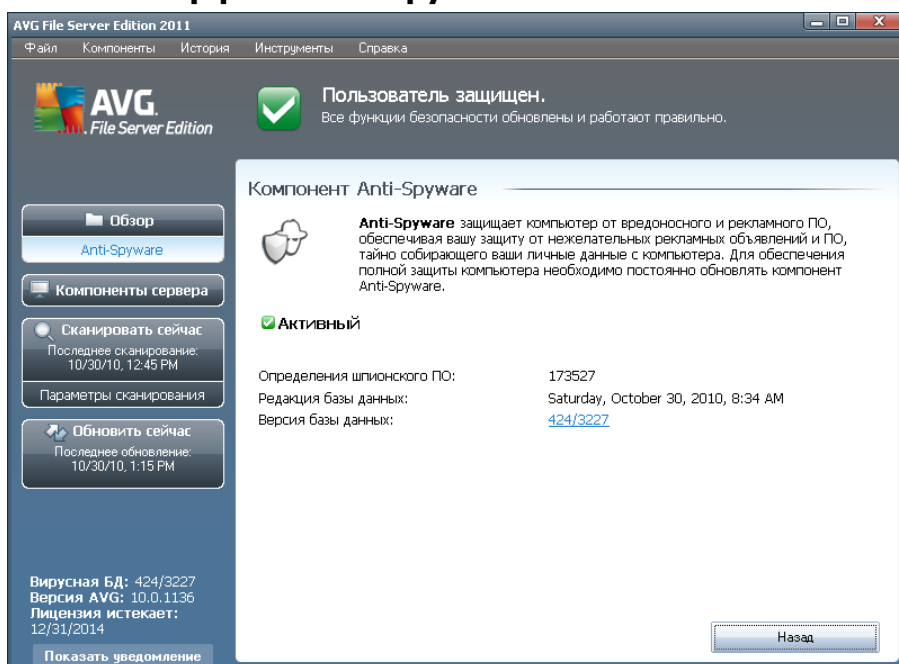 AVG File Server Edition 2011
Файл Компоненты История Инструменты Справка
AVG.
File Server Edition
Пользователь защищен.
Все функции безопасности обновлены и работают правильно.
Обзор
Anti-Spyware
Компоненты сервера
Сканировать сейчас
Последнее сканирование:
10/30/10, 12:45 PM
Параметры сканирования
Обновить сейчас
Последнее обновление:
10/30/10, 1:15 PM
Вирусная БД: 424/3227
Версия AVG: 10.0.1136
Лицензия истекает:
12/31/2014
Показать уведомление
Компонент Anti-Spyware
Anti-Spyware защищает компьютер от вредоносного и рекламного ПО,
обеспечивая вашу защиту от нежелательных рекламных объявлений и ПО,
тайно собирающего ваши личные данные с компьютера. Для обеспечения
полной защиты компьютера необходимо постоянно обновлять компонент
Anti-Spyware.
Активный
Определения шпионского ПО: 173527
Редакция базы данных: Saturday, October 30, 2010, 8:34 AM
Версия базы данных: 424/3227
Назад